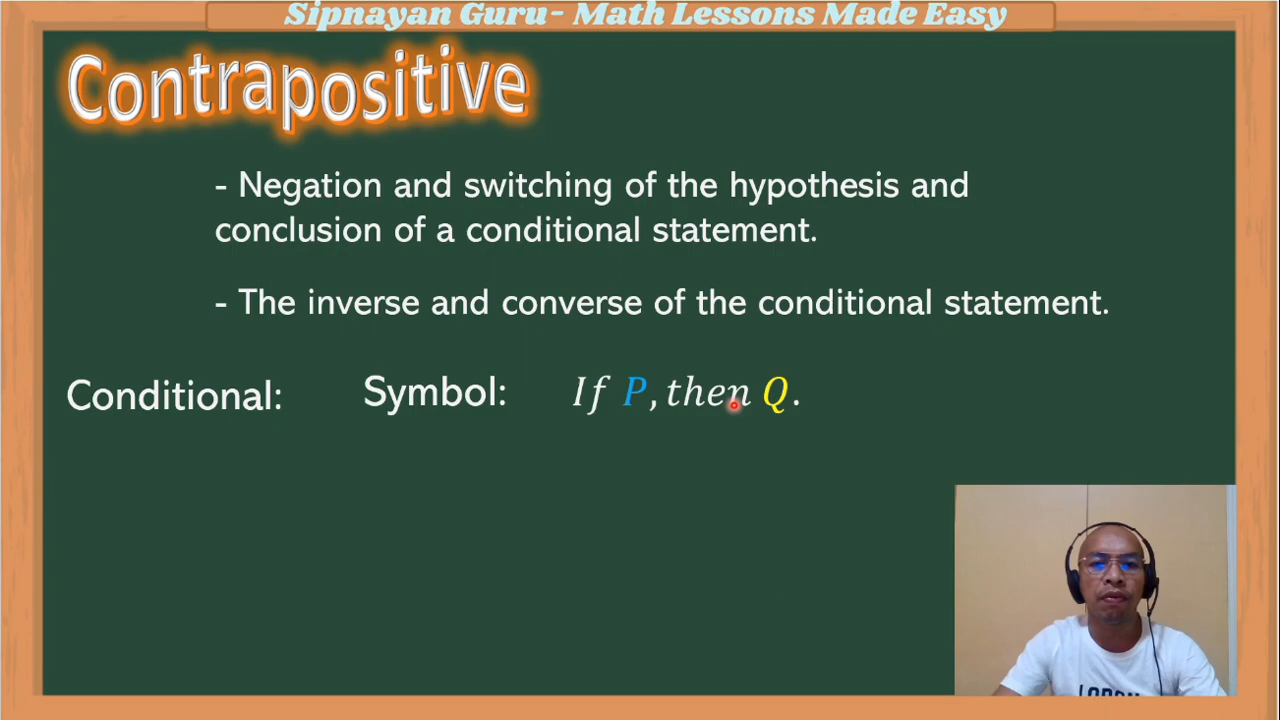 Sipnayan Guru- Math Lessons Made Easy
Contrapositive
- Negation and switching of the hypothesis and
conclusion of a conditional statement.
- The inverse and converse of the conditional statement.
Conditional: Symbol: If P, then Q.